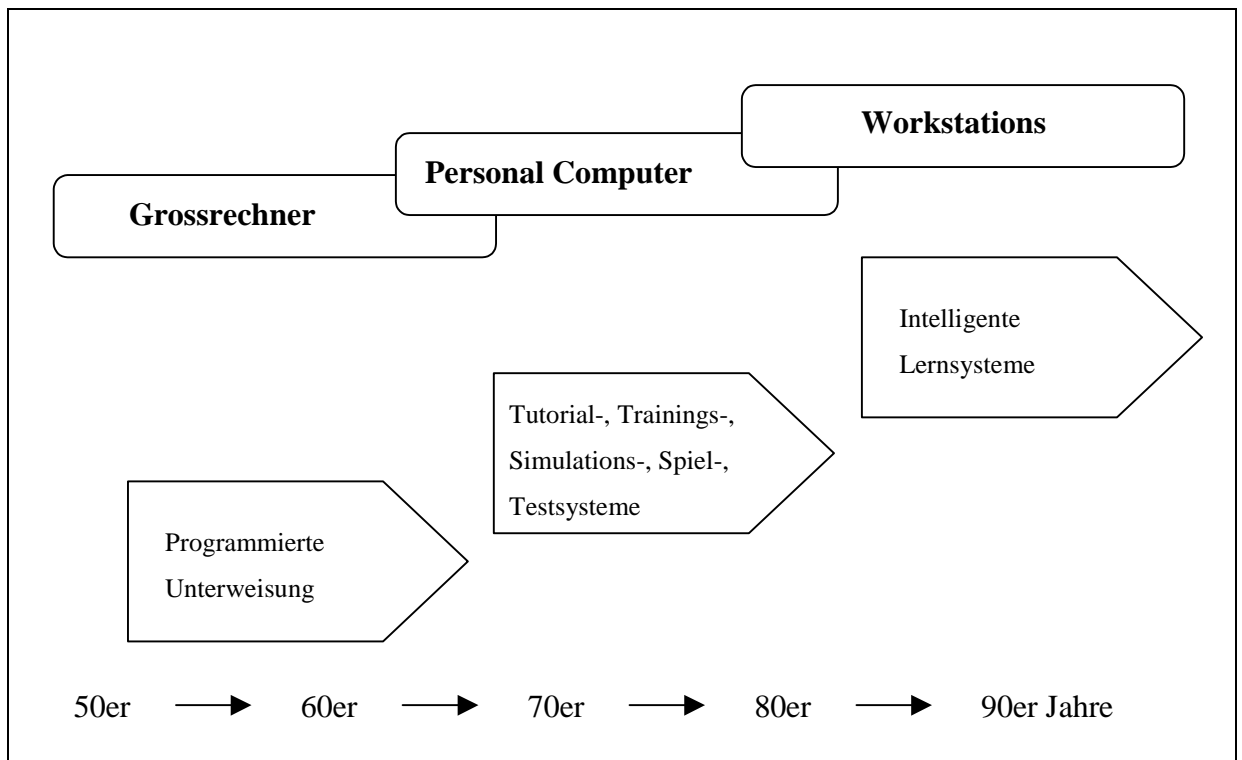 Workstations
Personal Computer
Grossrechner
Intelligente
Lernsysteme
Tutorial-, Trainings-,
Simulations-, Spiel-,
Testsysteme
Programmierte
Unterweisung
50er 60er 70er 80er 90er Jahre